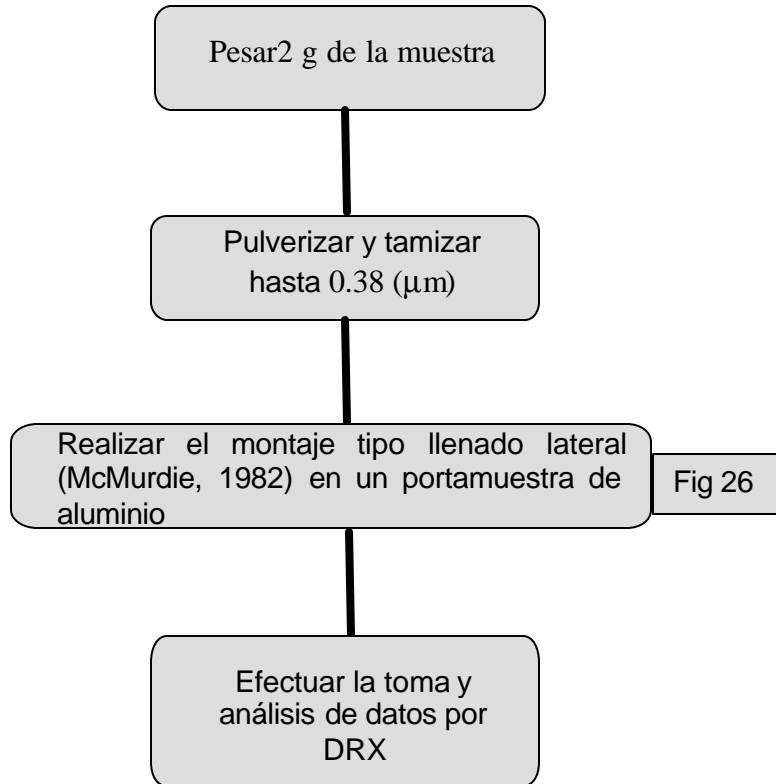 Pesar2 g de la muestra
Pulverizar y tamizar
hasta 0.38 (μm)
Realizar el montaje tipo llenado lateral
(McMurdie, 1982) en un portamuestra de
aluminio
Fig 26
Efectuar la toma y
análisis de datos por
DRX